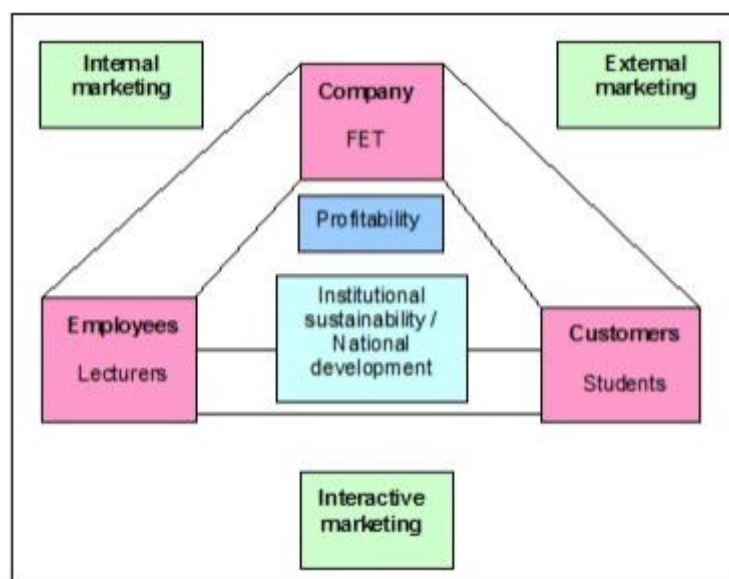 Internal
marketing
External
marketing
Company
FET
Profitability
Institutional
sustainability /
National
development
Employees
Lecturers
Customers
Students
Interactive
marketing